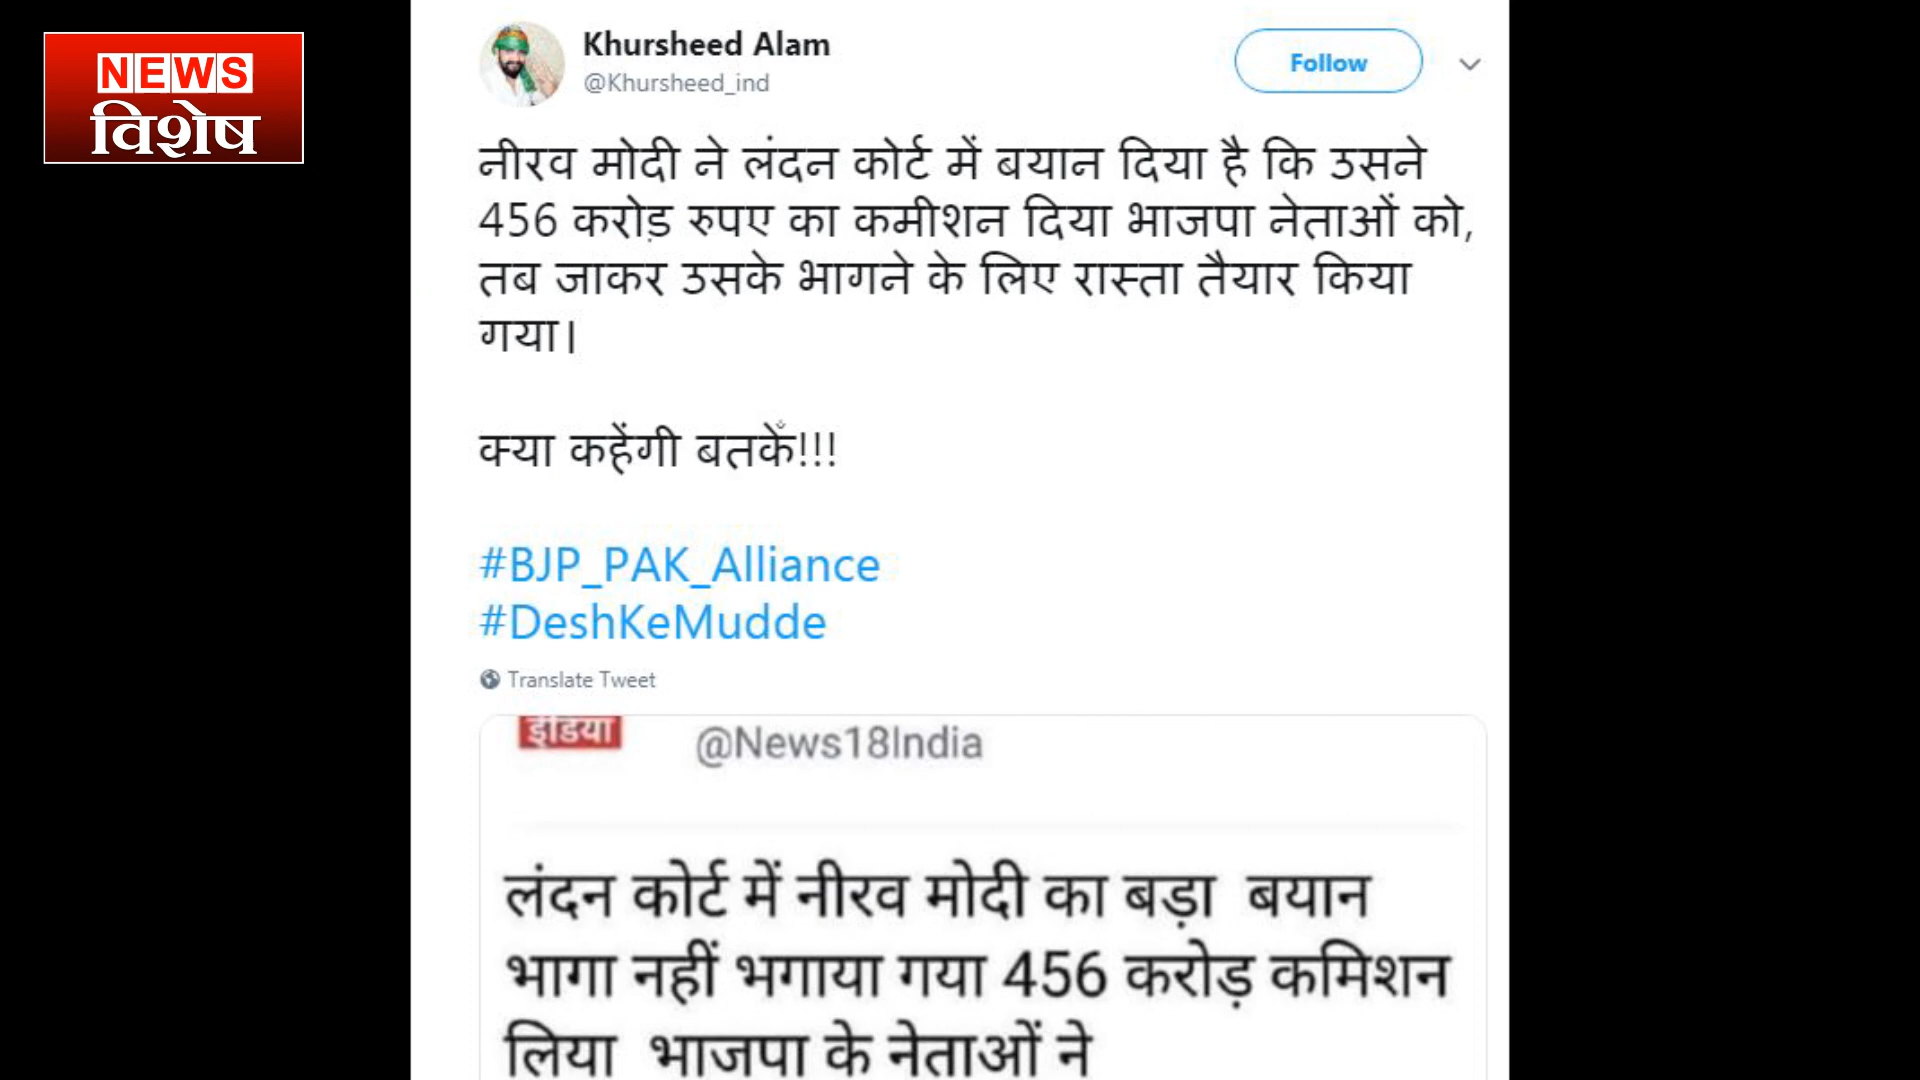 NEWS
विशेष
Khursheed Alam
@Khursheed_ind
Follow
नीरव मोदी ने लंदन कोर्ट में बयान दिया है कि उसने
456 करोड़ रुपए का कमीशन दिया भाजपा नेताओं को,
तब जाकर उसके भागने के लिए रास्ता तैयार किया
गया।
क्या कहेंगी बतकेँ!!!
#BJP_PAK_Alliance
#DeshKeMudde
Translate Tweet
इंडिया
@News18India
लंदन कोर्ट में नीरव मोदी का बड़ा बयान
भागा नहीं भगाया गया 456 करोड़ कमिशन
लिया भाजपा के नेताओं ने